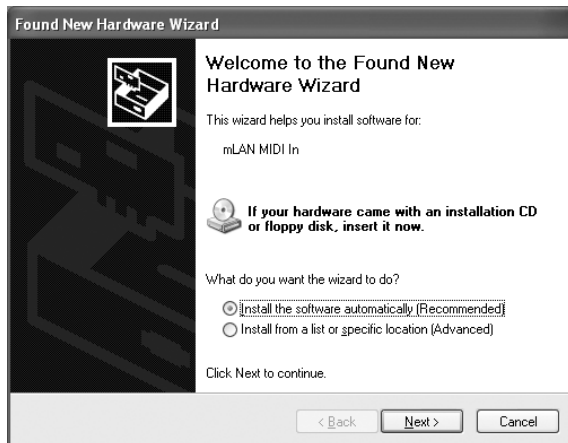 Found New Hardware Wizard
Welcome to the Found New
Hardware Wizard
This wizard helps you install software for:
mLAN MIDI In
If your hardware came with an installation CD
or floppy disk, insert it now.
What do you want the wizard to do?
Install the software automatically (Recommended)
Install from a list or specific location (Advanced)
Click Next to continue.
< Back
Next >
Cancel